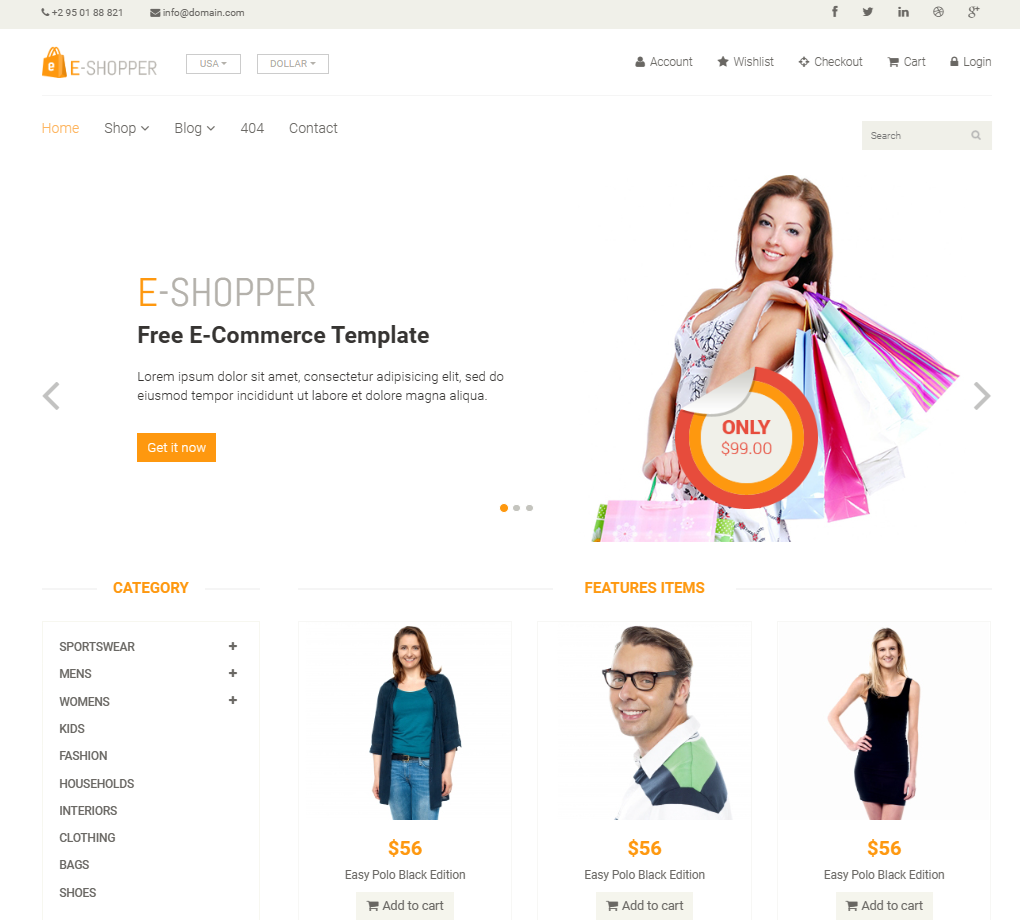 +2 95 01 88 821 info@domain.com
E-SHOPPER USA DOLLAR Account Wishlist Checkout Cart Login
Home Shop Blog 404 Contact Search
E-SHOPPER
Free E-Commerce Template
Lorem ipsum dolor sit amet, consectetur adipisicing elit, sed do
eiusmod tempor incididunt ut labore et dolore magna aliqua.
Get it now
ONLY
$99.00
CATEGORY
SPORTSWEAR
MENS
WOMENS
KIDS
FASHION
HOUSEHOLDS
INTERIORS
CLOTHING
BAGS
SHOES
FEATURES ITEMS
$56
Easy Polo Black Edition
Add to cart
$56
Easy Polo Black Edition
Add to cart
$56
Easy Polo Black Edition
Add to cart